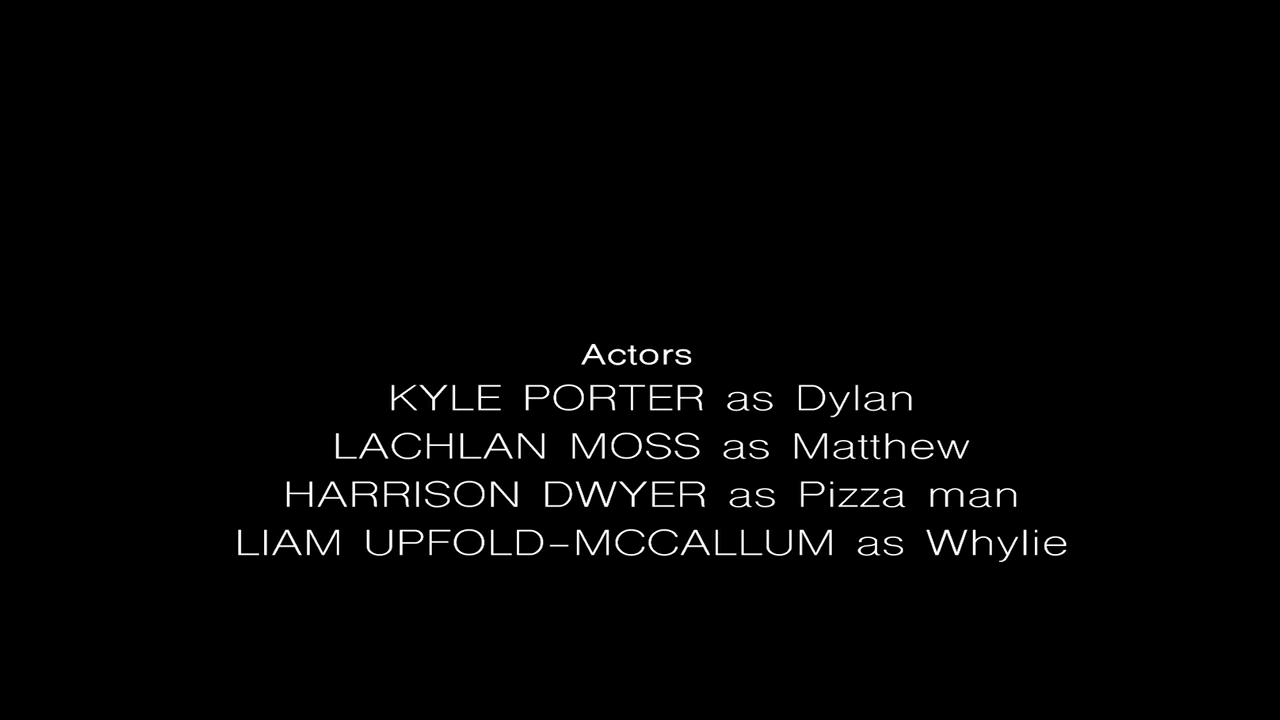 Actors
KYLE PORTER as Dylan
LACHLAN MOSS as Matthew
HARRISON DWYER as Pizza man
LIAM UPFOLD-MCCALLUM as Whylie